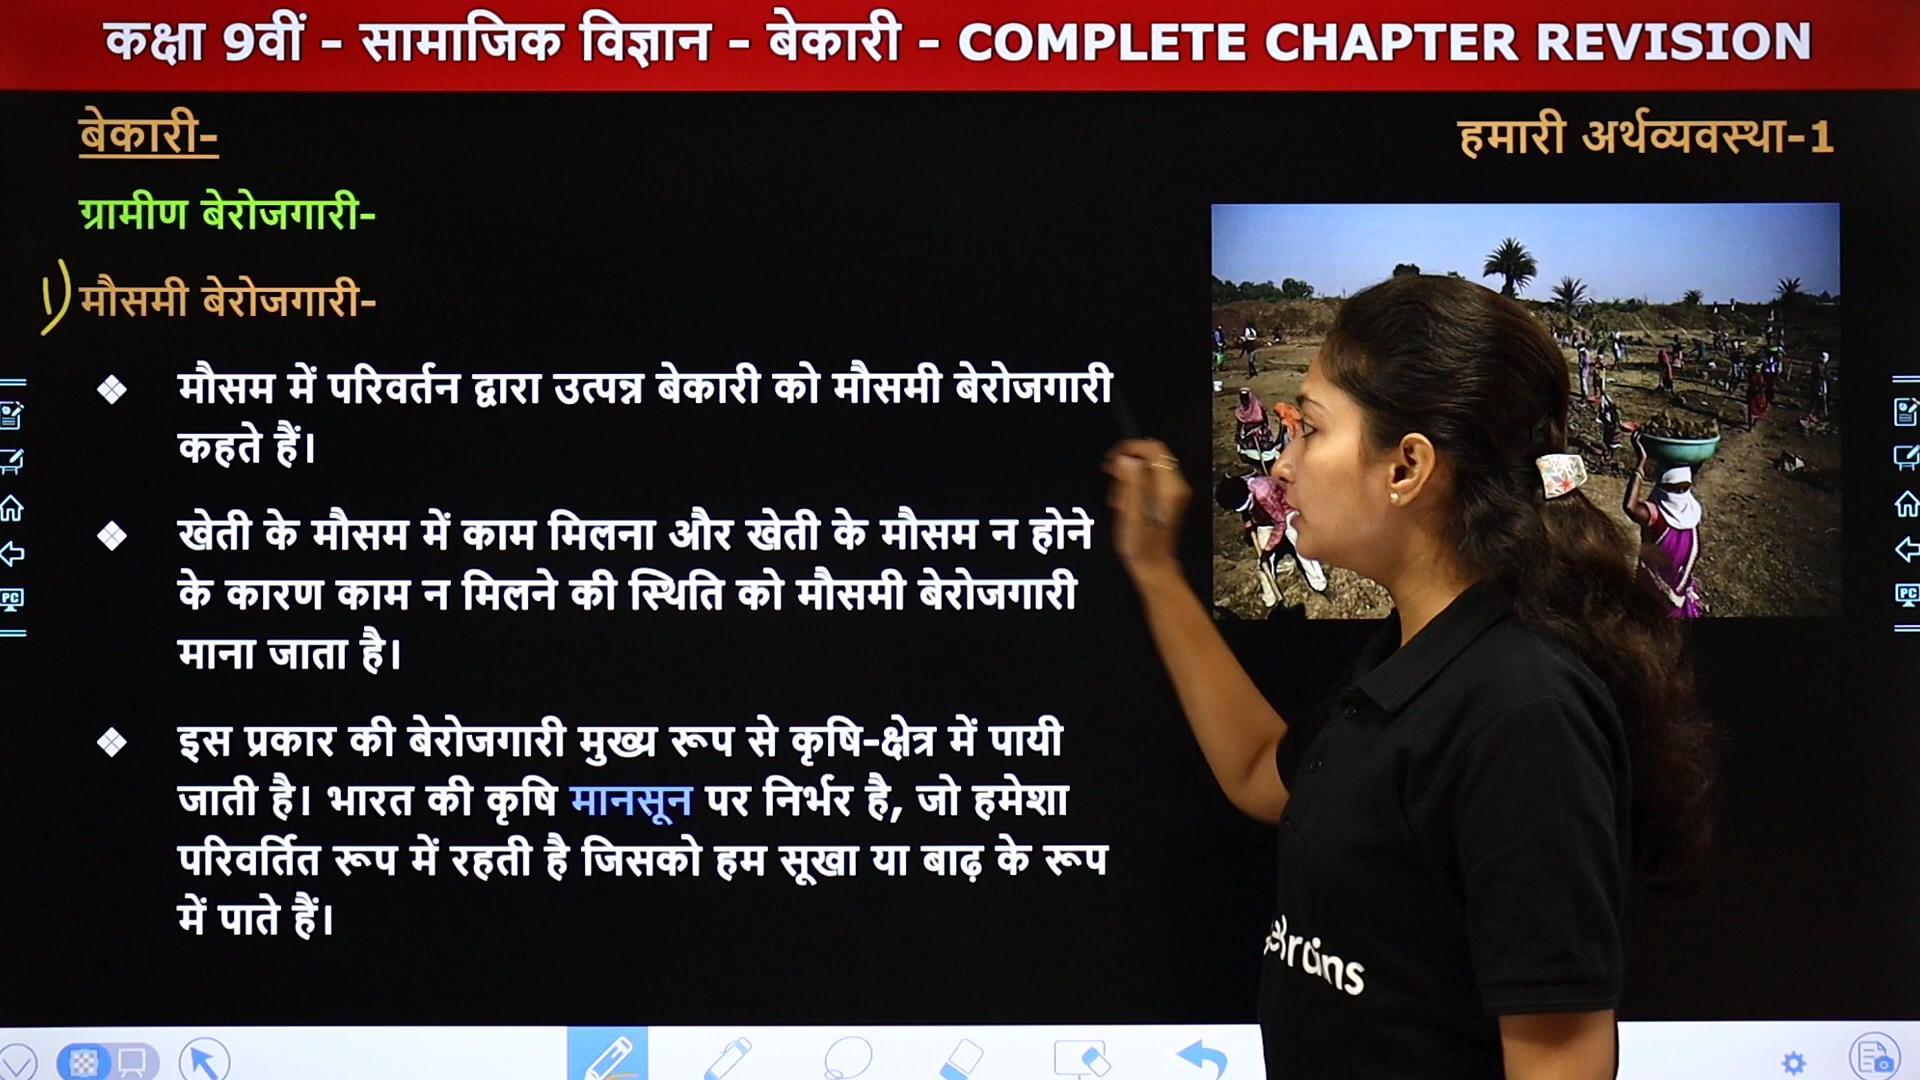 कक्षा 9वीं - सामाजिक विज्ञान - बेकारी - COMPLETE CHAPTER REVISION
बेकारी-
हमारी अर्थव्यवस्था-1
ग्रामीण बेरोजगारी-
1) मौसमी बेरोजगारी-
❖ मौसम में परिवर्तन द्वारा उत्पन्न बेकारी को मौसमी बेरोजगारी
कहते हैं।
❖ खेती के मौसम में काम मिलना और खेती के मौसम न होने
के कारण काम न मिलने की स्थिति को मौसमी बेरोजगारी
माना जाता है।
❖ इस प्रकार की बेरोजगारी मुख्य रूप से कृषि-क्षेत्र में पायी
जाती है। भारत की कृषि मानसून पर निर्भर है, जो हमेशा
परिवर्तित रूप में रहती है जिसको हम सूखा या बाढ़ के रूप
में पाते हैं।
PC
PC